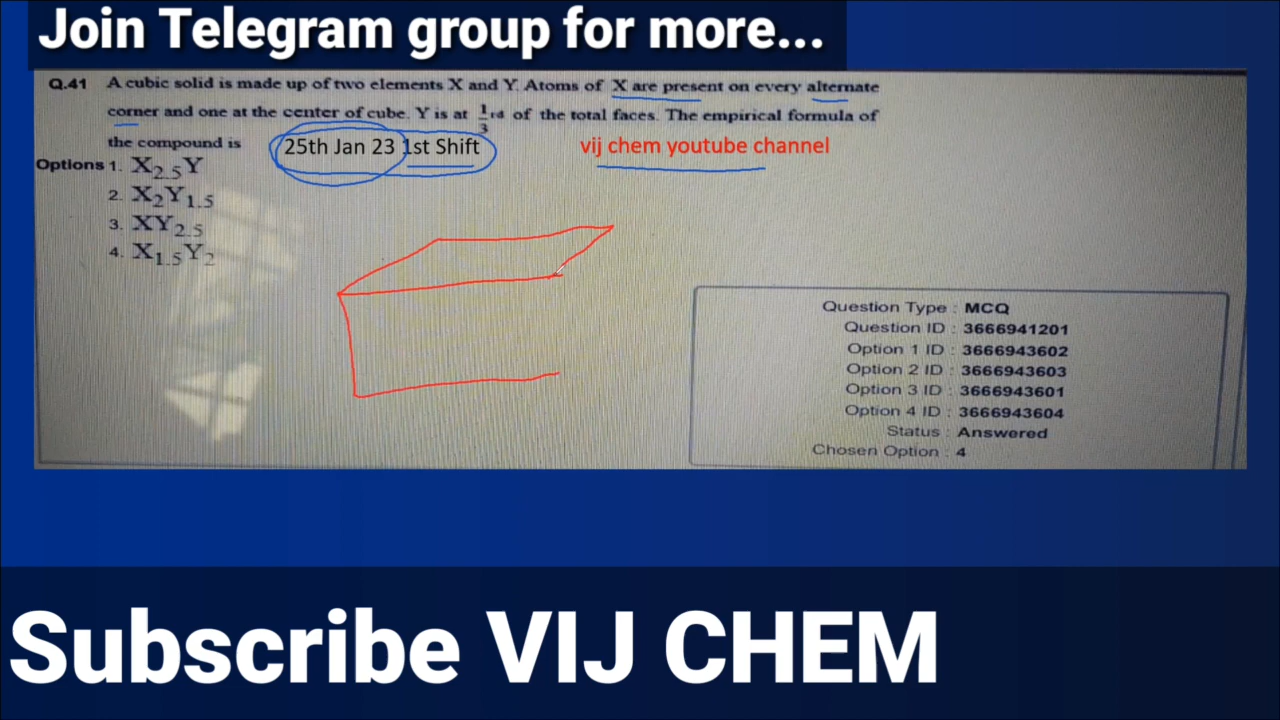 Join Telegram group for more...
Q.41 A cubic solid is made up of two elements X and Y. Atoms of X are present on every alternate
corner and one at the center of cube. Y is at 1/3 rd of the total faces. The empirical formula of
the compound is
25th Jan 23 1st Shift
vij chem youtube channel
Options 1. X2.5Y
2. X2Y1.5
3. XY2.5
4. X1.5Y2
Question Type : MCQ
Question ID : 3666941201
Option 1 ID : 3666943602
Option 2 ID : 3666943603
Option 3 ID : 3666943601
Option 4 ID : 3666943604
Status : Answered
Chosen Option : 4
Subscribe VIJ CHEM